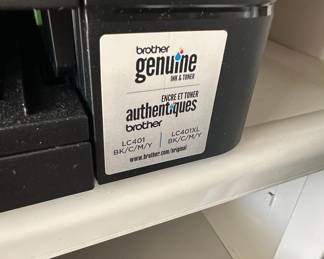 brother
genuine
INK & TONER
ENCRE ET TONER
authentiques
brother
LC401 LC401XL
BK/C/M/Y BK/C/M/Y
www.brother.com/original